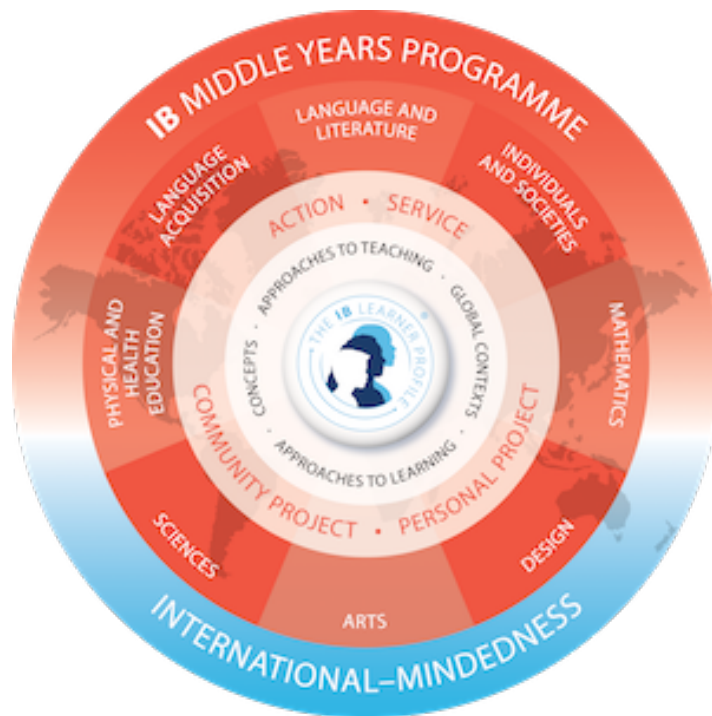 IB MIDDLE YEARS PROGRAMME
LANGUAGE AND
LITERATURE
INDIVIDUALS
AND SOCIETIES
MATHEMATICS
DESIGN
ARTS
SCIENCES
PHYSICAL AND
HEALTH
EDUCATION
LANGUAGE
ACQUISITION
ACTION • SERVICE
PERSONAL PROJECT
•
COMMUNITY PROJECT
APPROACHES TO TEACHING ·
GLOBAL CONTEXTS ·
APPROACHES TO LEARNING ·
CONCEPTS ·
THE IB LEARNER PROFILE ®
INTERNATIONAL–MINDEDNESS